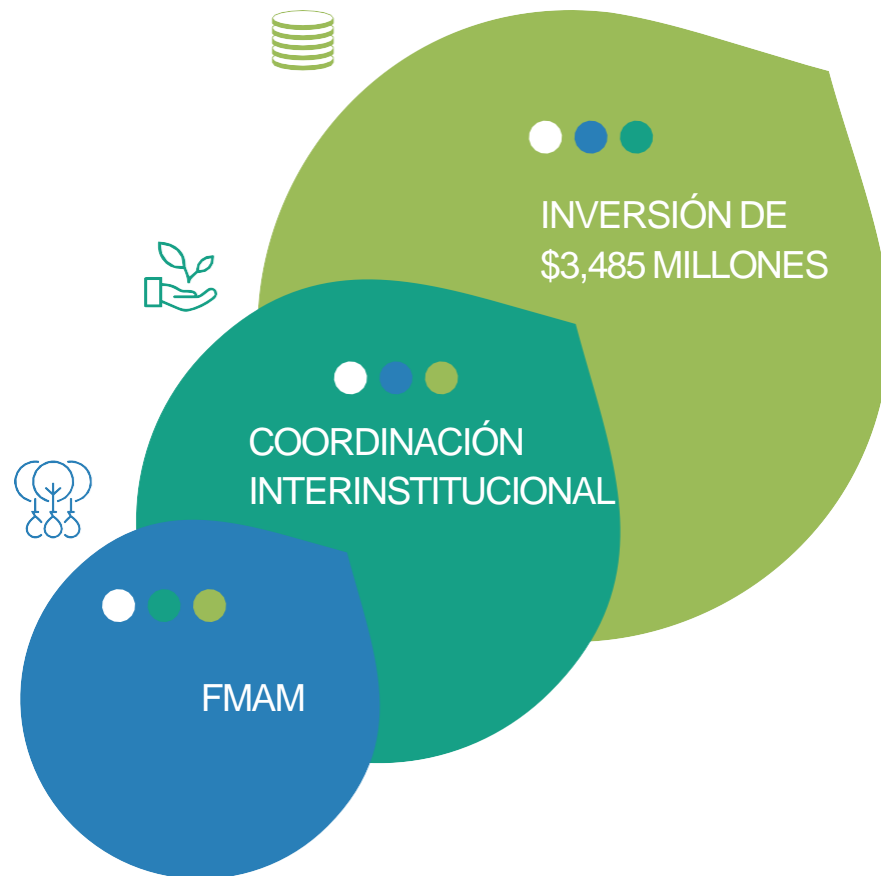 INVERSIÓN DE
$3,485 MILLONES
COORDINACIÓN
INTERINSTITUCIONAL
FMAM